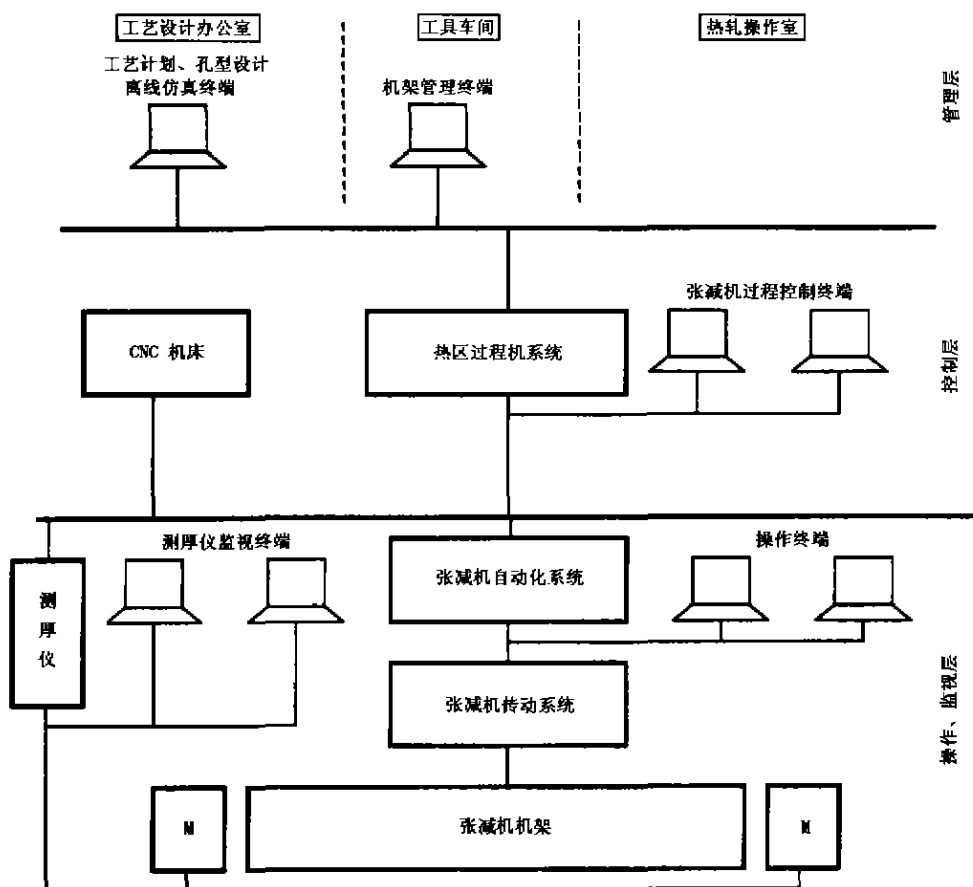 工艺设计办公室
工具车间
热轧操作室
工艺计划、孔型设计
离线仿真终端
机架管理终端
管理层
张减机过程控制终端
CNC 机床
热区过程机系统
控制层
测厚仪监视终端
操作终端
张减机自动化系统
测厚仪
张减机传动系统
操作、监视层
M
张减机机架
M